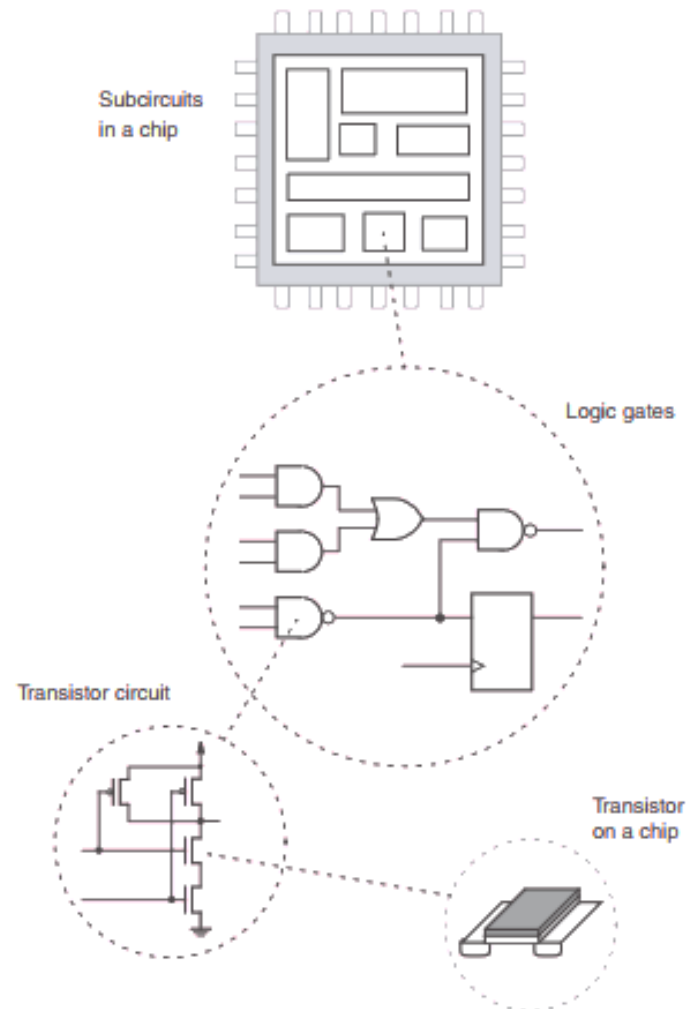 Subcircuits
in a chip
Logic gates
Transistor circuit
Transistor
on a chip